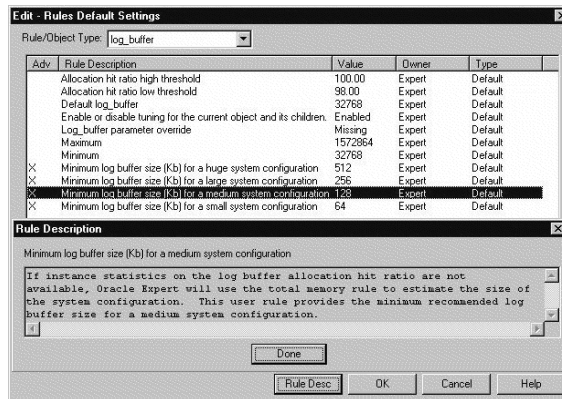 Edit - Rules Default Settings
Rule/Object Type: log_buffer
Adv Rule Description Value Owner Type
Allocation hit ratio high threshold 100.00 Expert Default
Allocation hit ratio low threshold 98.00 Expert Default
Default log_buffer 32768 Expert Default
Enable or disable tuning for the current object and its children. Enabled Expert Default
Log_buffer parameter override Missing Expert Default
Maximum 1572864 Expert Default
Minimum 32768 Expert Default
X Minimum log buffer size (Kb) for a huge system configuration 512 Expert Default
X Minimum log buffer size (Kb) for a large system configuration 256 Expert Default
X Minimum log buffer size (Kb) for a medium system configuration 128 Expert Default
X Minimum log buffer size (Kb) for a small system configuration 64 Expert Default
Rule Description
Minimum log buffer size (Kb) for a medium system configuration
If instance statistics on the log buffer allocation hit ratio are not
available, Oracle Expert will use the total memory rule to estimate the size of
the system configuration. This user rule provides the minimum recommended log
buffer size for a medium system configuration.
Done
Rule Desc OK Cancel Help